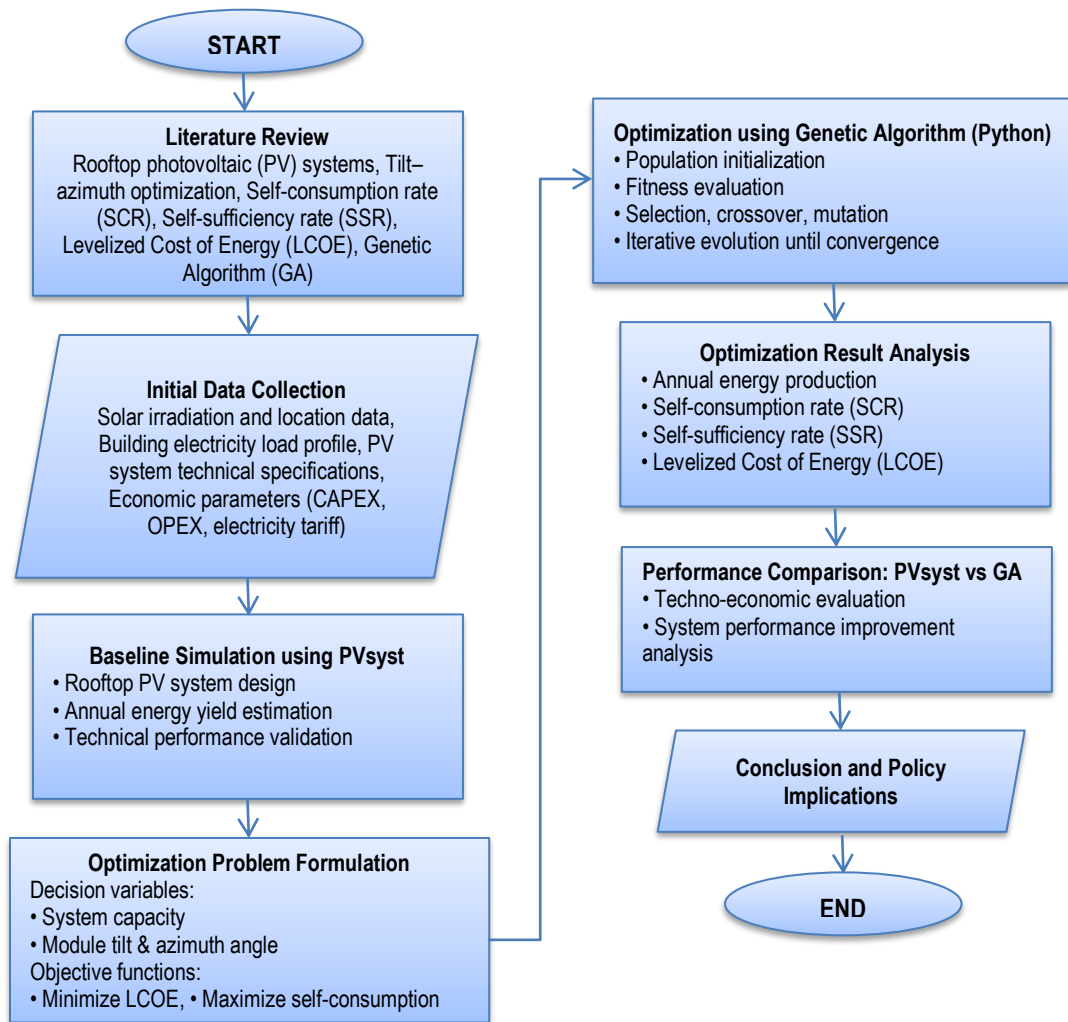 START
Literature Review
Rooftop photovoltaic (PV) systems, Tilt–
azimuth optimization, Self-consumption rate
(SCR), Self-sufficiency rate (SSR),
Levelized Cost of Energy (LCOE), Genetic
Algorithm (GA)
Initial Data Collection
Solar irradiation and location data,
Building electricity load profile, PV
system technical specifications,
Economic parameters (CAPEX,
OPEX, electricity tariff)
Baseline Simulation using PVsyst
• Rooftop PV system design
• Annual energy yield estimation
• Technical performance validation
Optimization Problem Formulation
Decision variables:
• System capacity
• Module tilt & azimuth angle
Objective functions:
• Minimize LCOE, • Maximize self-consumption
Optimization using Genetic Algorithm (Python)
• Population initialization
• Fitness evaluation
• Selection, crossover, mutation
• Iterative evolution until convergence
Optimization Result Analysis
• Annual energy production
• Self-consumption rate (SCR)
• Self-sufficiency rate (SSR)
• Levelized Cost of Energy (LCOE)
Performance Comparison: PVsyst vs GA
• Techno-economic evaluation
• System performance improvement
analysis
Conclusion and Policy
Implications
END